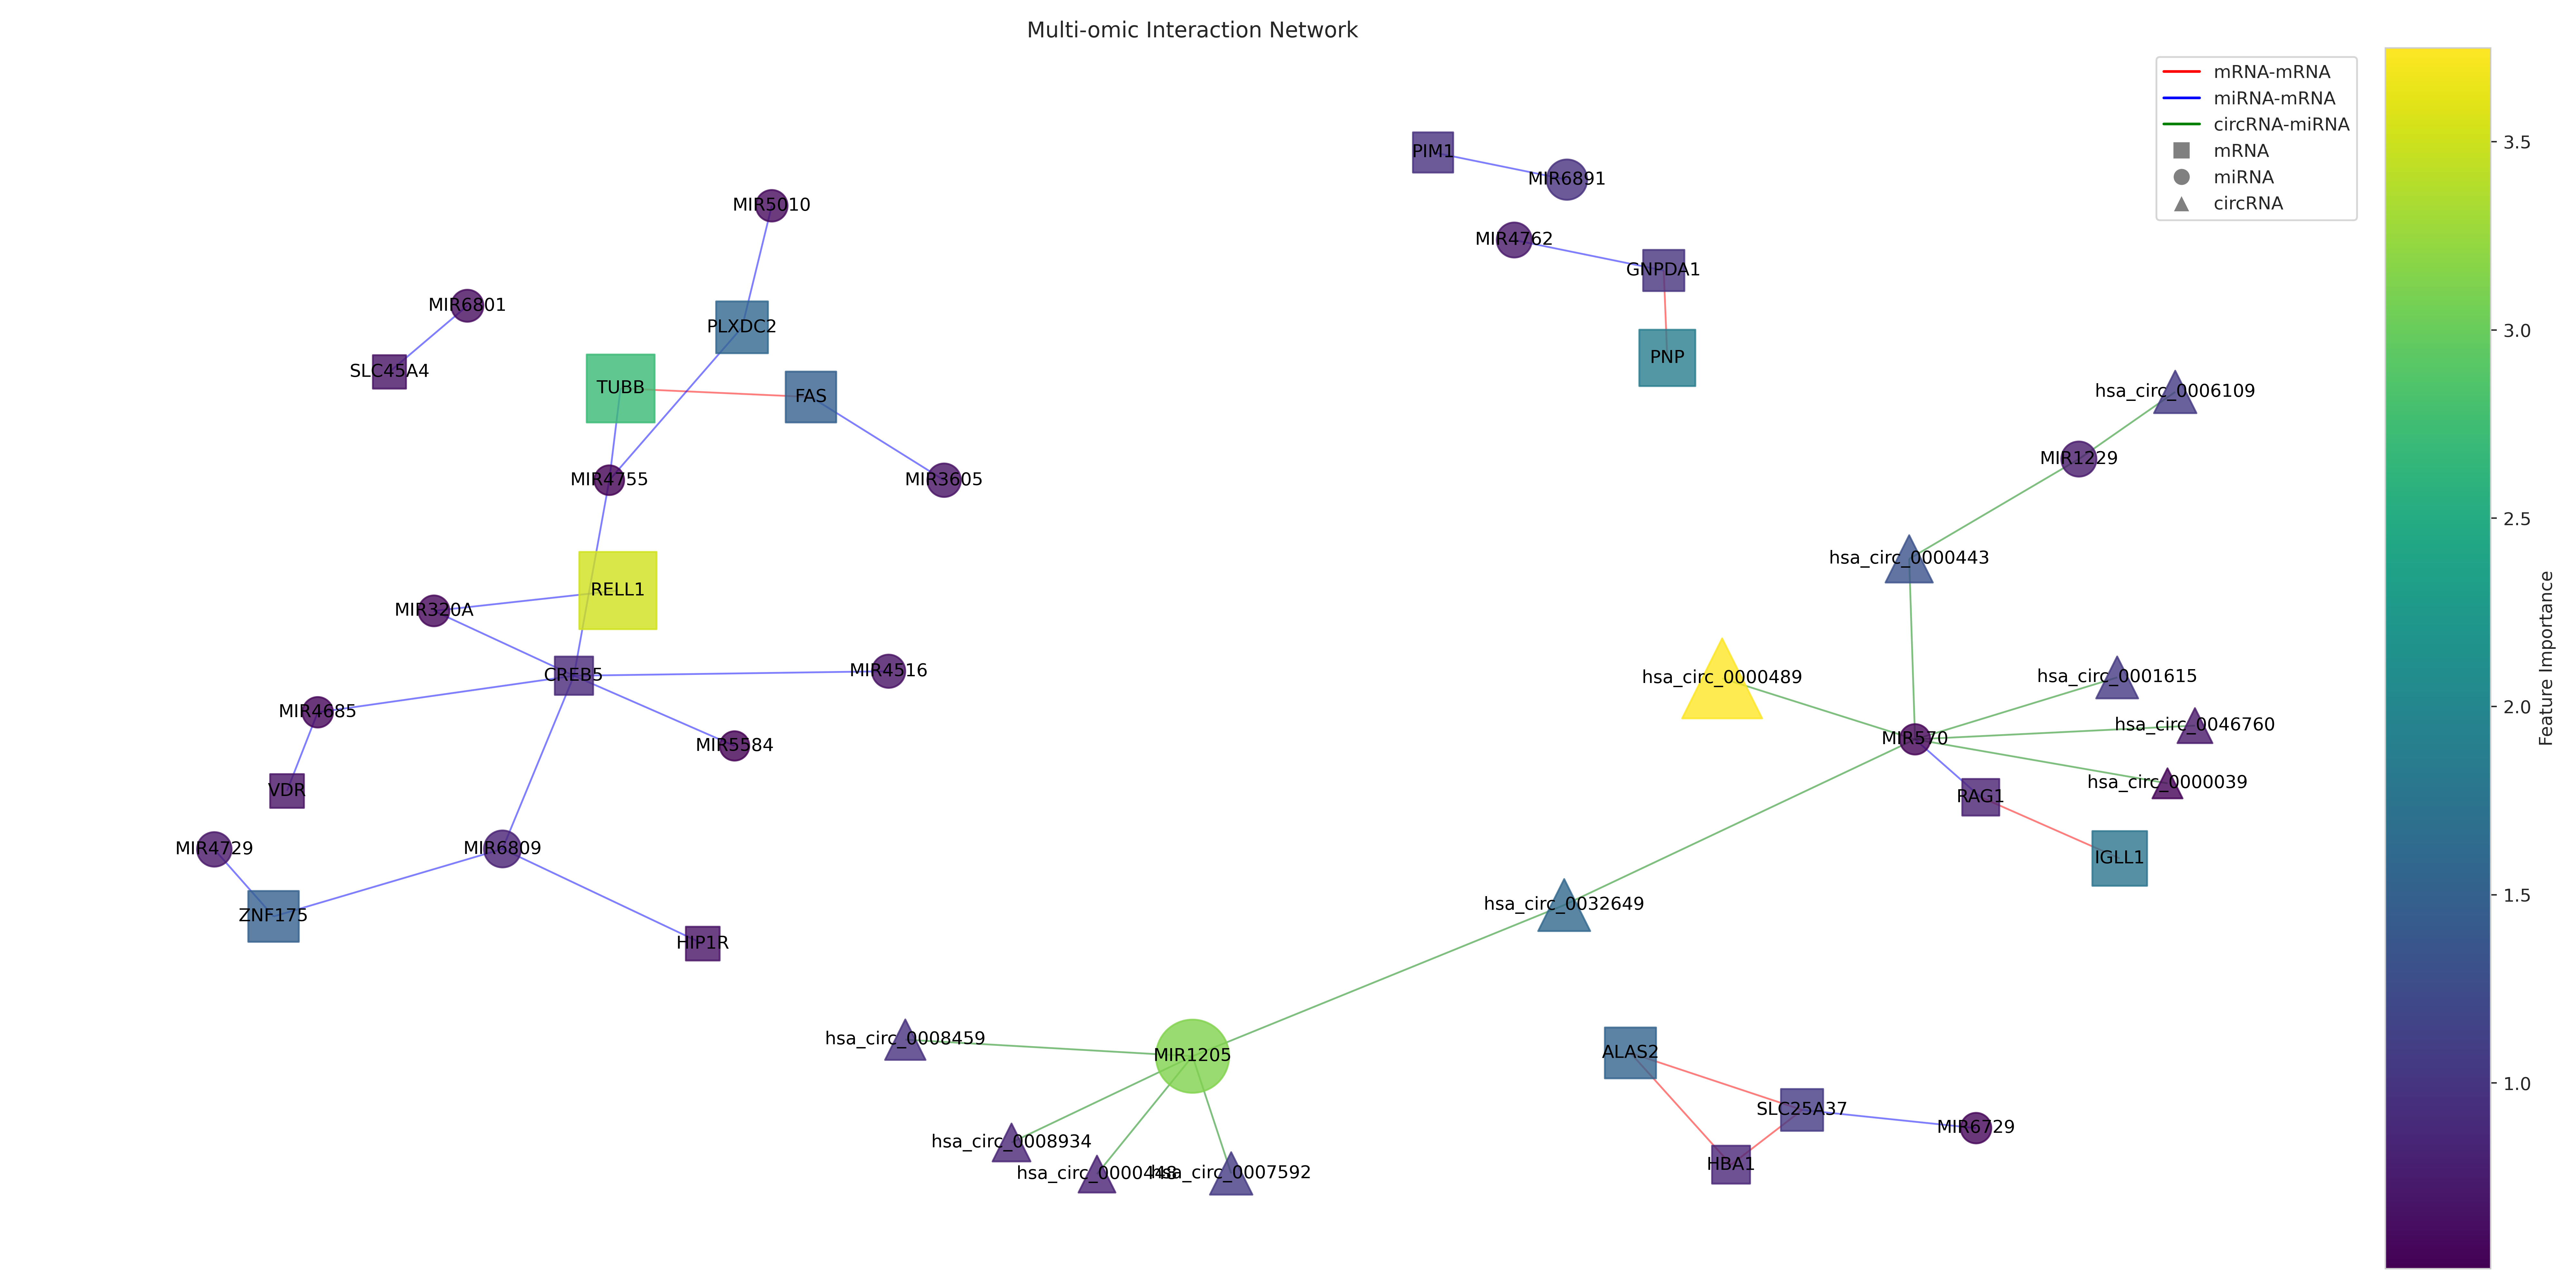 Multi-omic Interaction Network
mRNA-mRNA
miRNA-mRNA
circRNA-miRNA
mRNA
miRNA
circRNA
3.5
3.0
2.5
2.0
1.5
1.0
Feature Importance
PIM1
MIR6891
MIR5010
MIR4762
GNPDA1
MIR6801
PLXDC2
PNP
SLC45A4
TUBB
FAS
hsa_circ_0006109
MIR1229
MIR4755
MIR3605
hsa_circ_0000443
RELL1
MIR320A
MIR4516
CREB5
hsa_circ_0000489
hsa_circ_0001615
MIR4685
hsa_circ_0046760
MIR5584
MIR570
hsa_circ_0000039
VDR
RAG1
MIR4729
MIR6809
IGLL1
hsa_circ_0032649
ZNF175
HIP1R
hsa_circ_0008459
MIR1205
ALAS2
SLC25A37
MIR6729
hsa_circ_0008934
HBA1
hsa_circ_0000448
hsa_circ_0007592